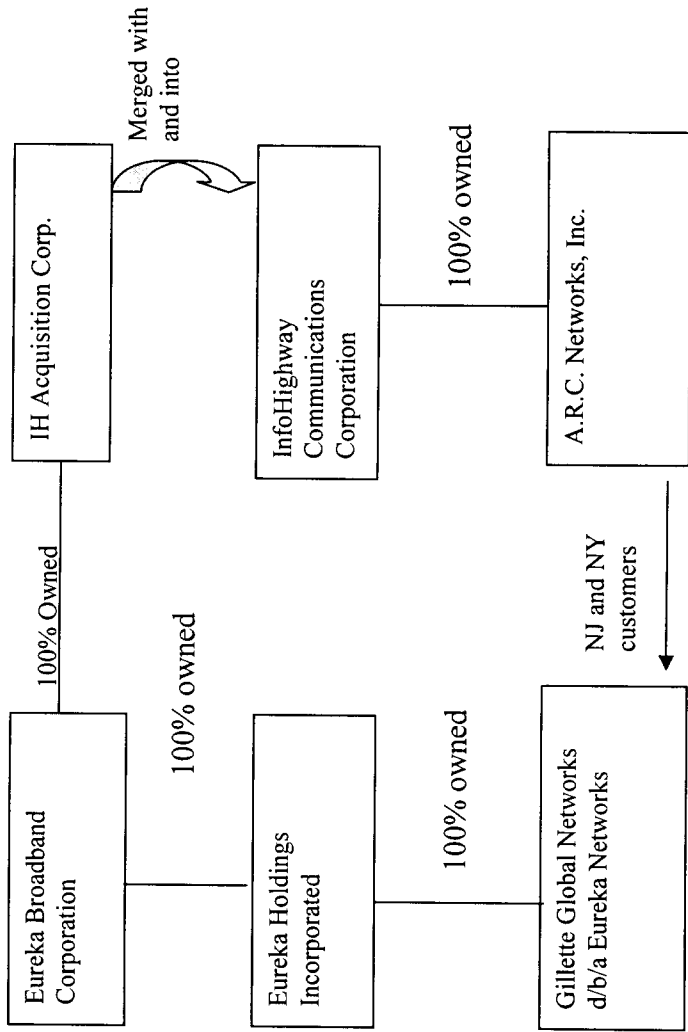 Eureka Broadband
Corporation
100% Owned
IH Acquisition Corp.
Merged with
and into
100% owned
Eureka Holdings
Incorporated
InfoHighway
Communications
Corporation
100% owned
100% owned
Gillette Global Networks
d/b/a Eureka Networks
NJ and NY
customers
A.R.C. Networks, Inc.